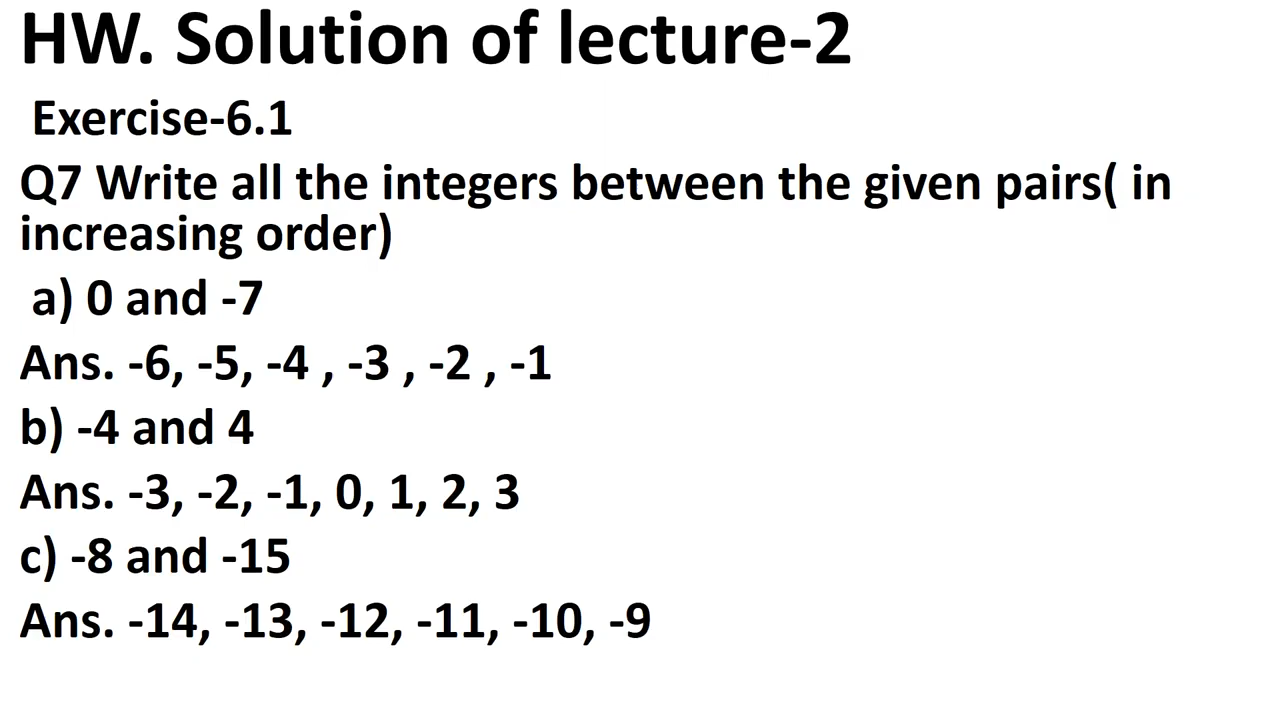 HW. Solution of lecture-2
Exercise-6.1
Q7 Write all the integers between the given pairs( in
increasing order)
a) 0 and -7
Ans. -6, -5, -4 , -3 , -2 , -1
b) -4 and 4
Ans. -3, -2, -1, 0, 1, 2, 3
c) -8 and -15
Ans. -14, -13, -12, -11, -10, -9